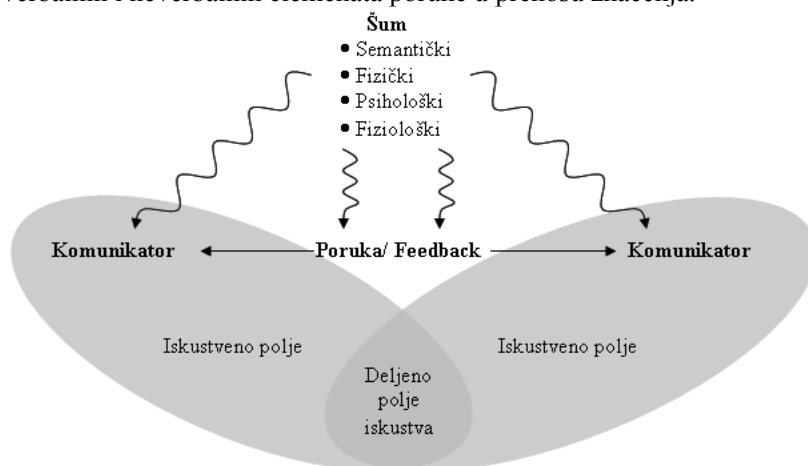 verbalnih i neverbalnih elemenata poruke u prenosu značenja.
Šum
• Semantički
• Fizički
• Psihološki
• Fiziološki
Komunikator
Poruka/ Feedback
Komunikator
Iskustveno polje
Iskustveno polje
Deljeno
polje
iskustva